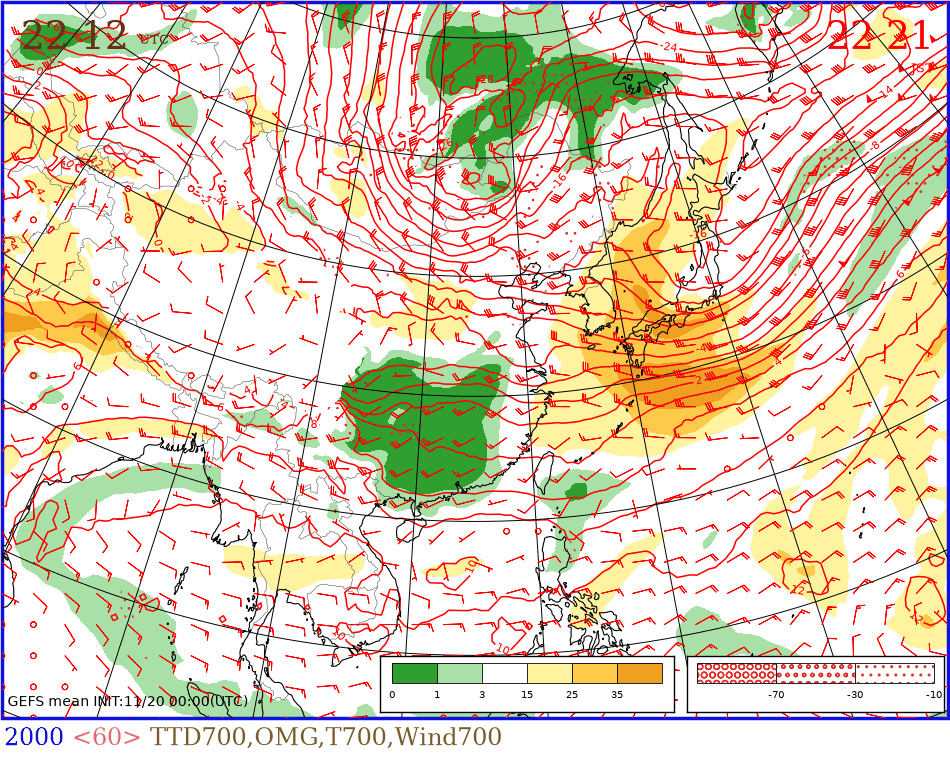 22-12 UTC
22-21 JST
GEFS mean INIT:11/20 00:00(UTC)
0 1 3 15 25 35
-70 -30 -10
2000 <60> TTD700,OMG,T700,Wind700